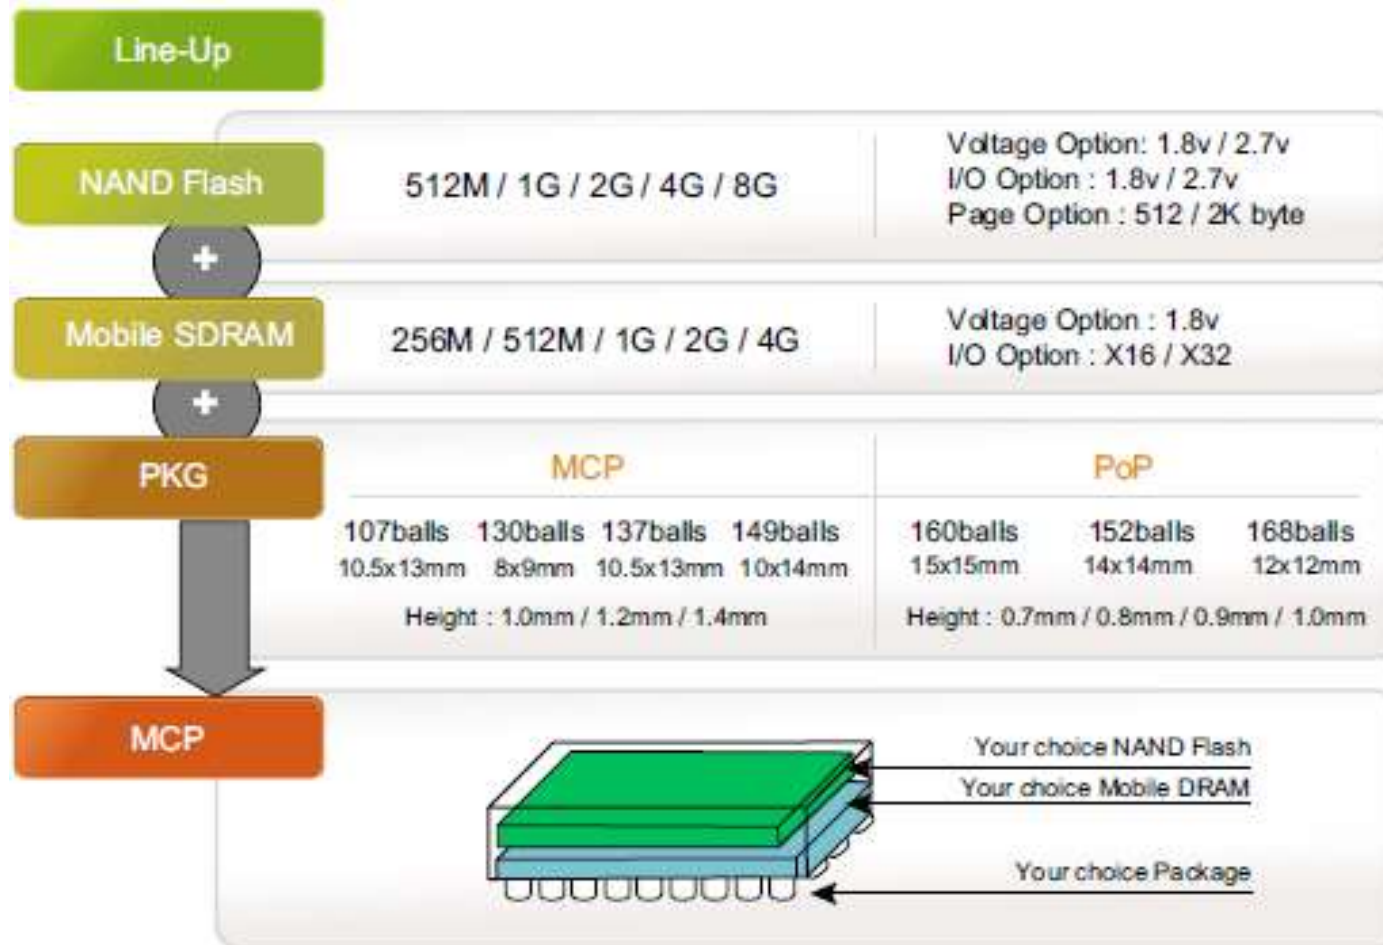 Line-Up
NAND Flash
512M / 1G / 2G / 4G / 8G
Voltage Option: 1.8v / 2.7v
I/O Option : 1.8v / 2.7v
Page Option : 512 / 2K byte
+
Mobile SDRAM
256M / 512M / 1G / 2G / 4G
Voltage Option : 1.8v
I/O Option : X16 / X32
+
PKG
MCP
107balls 130balls 137balls 149balls
10.5x13mm 8x9mm 10.5x13mm 10x14mm
Height : 1.0mm / 1.2mm / 1.4mm
PoP
160balls 152balls 168balls
15x15mm 14x14mm 12x12mm
Height : 0.7mm / 0.8mm / 0.9mm / 1.0mm
MCP
Your choice NAND Flash
Your choice Mobile DRAM
Your choice Package